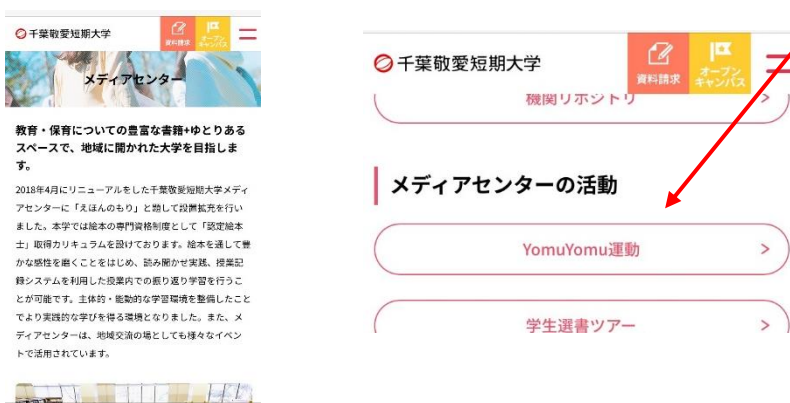 千葉敬愛短期大学
資料請求
オープン
キャンパス
メディアセンター
教育・保育についての豊富な書籍+ゆとりある
スペースで、地域に開かれた大学を目指しま
す。
2018年4月にリニューアルをした千葉敬愛短期大学メディ
アセンターに「えほんのもり」と題して設置拡充を行い
ました。本学では絵本の専門資格制度として「認定絵本
士」取得カリキュラムを設けております。絵本を通して豊
かな感性を磨くことをはじめ、読み聞かせ実践、授業記
録システムを利用した授業内での振り返り学習を行うこ
とが可能です。主体的・能動的な学習環境を整備したこと
でより実践的な学びを得る環境となりました。また、メ
ディアセンターは、地域交流の場としても様々なイベン
トで活用されています。
千葉敬愛短期大学
資料請求
オープン
キャンパス
機関リポジトリ
メディアセンターの活動
YomuYomu運動
学生選書ツアー